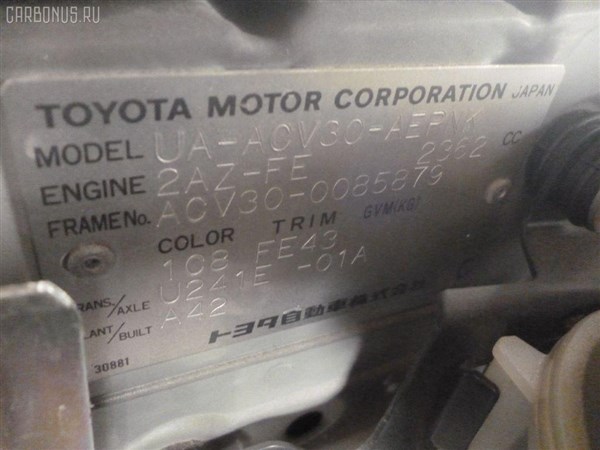 CARBONUS.RU
TOYOTA MOTOR CORPORATION JAPAN
MODEL UA-ACV30-AEPNK
ENGINE 2AZ-FE 2362 CC
FRAME No. ACV30-0085879
COLOR TRIM GVM(KG)
1C8 FE43
TRANS/AXLE U241E -01A
PLANT/BUILT A42
トヨタ自動車株式会社
30881